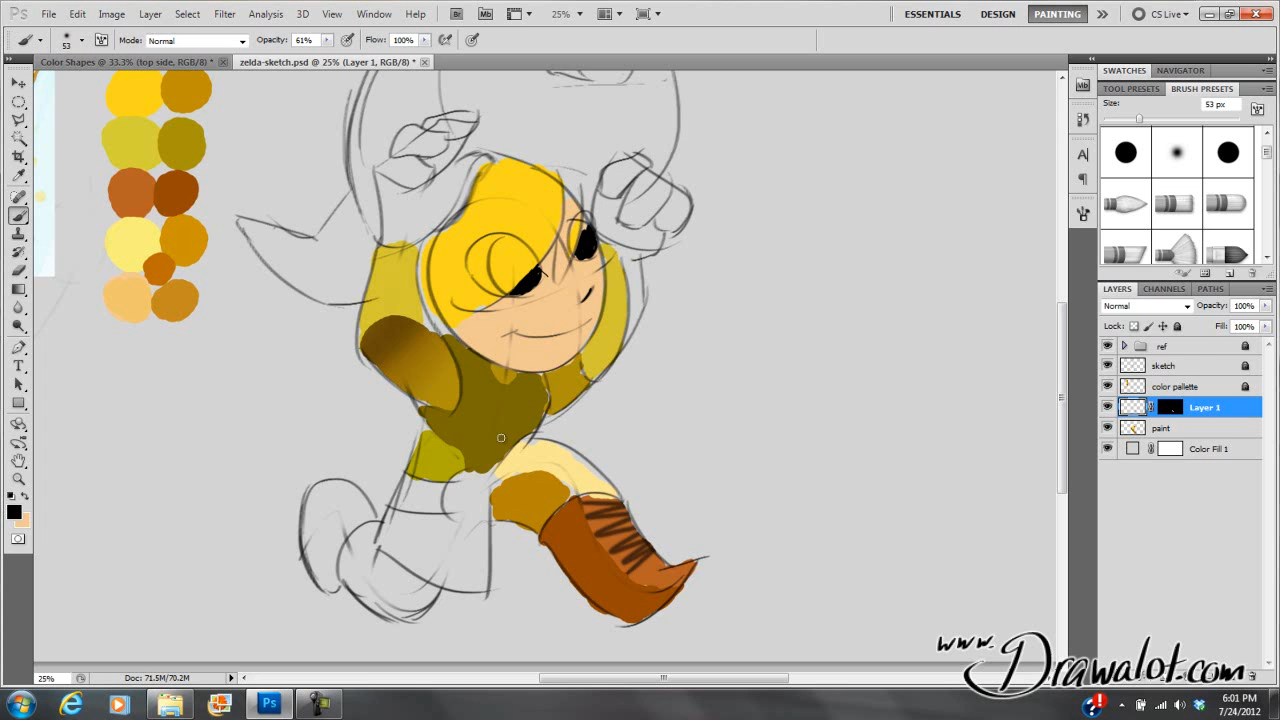 Ps File Edit Image Layer Select Filter Analysis 3D View Window Help Br Mb 25% ESSENTIALS DESIGN PAINTING CS Live
53 Mode: Normal Opacity: 61% Flow: 100%
Color Shapes @ 33.3% (top side, RGB/8) * zelda-sketch.psd @ 25% (Layer 1, RGB/8) *
SWATCHES NAVIGATOR
TOOL PRESETS BRUSH PRESETS
Size: 53 px
LAYERS CHANNELS PATHS
Normal Opacity: 100%
Lock: Fill: 100%
ref
sketch
color pallette
Layer 1
paint
Color Fill 1
www.Drawalot.com
25% Doc: 71.5M/70.2M
Ps
6:01 PM
7/24/2012